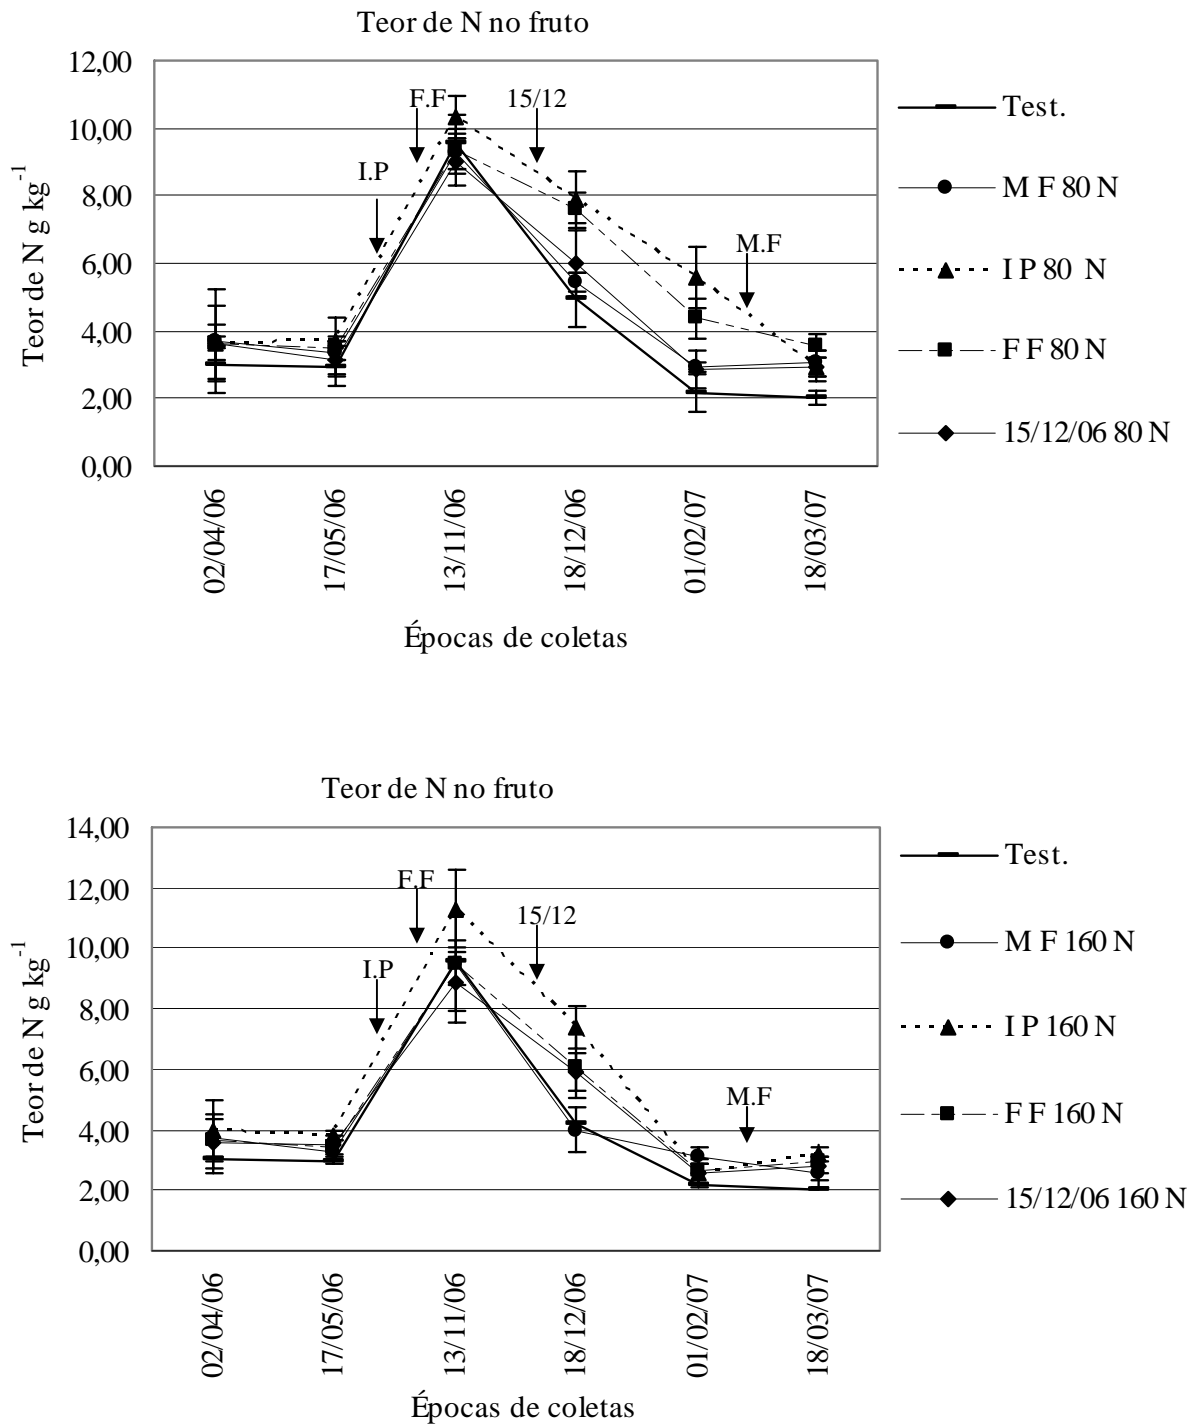 Teor de N no fruto
12,00
10,00
8,00
6,00
4,00
2,00
0,00
Teor de N g kg⁻¹
I.P
F.F
15/12
M.F
02/04/06
17/05/06
13/11/06
18/12/06
01/02/07
18/03/07
Épocas de coletas
Test.
M F 80 N
I P 80 N
F F 80 N
15/12/06 80 N
Teor de N no fruto
14,00
12,00
10,00
8,00
6,00
4,00
2,00
0,00
Teor de N g kg⁻¹
I.P
F.F
15/12
M.F
02/04/06
17/05/06
13/11/06
18/12/06
01/02/07
18/03/07
Épocas de coletas
Test.
M F 160 N
I P 160 N
F F 160 N
15/12/06 160 N